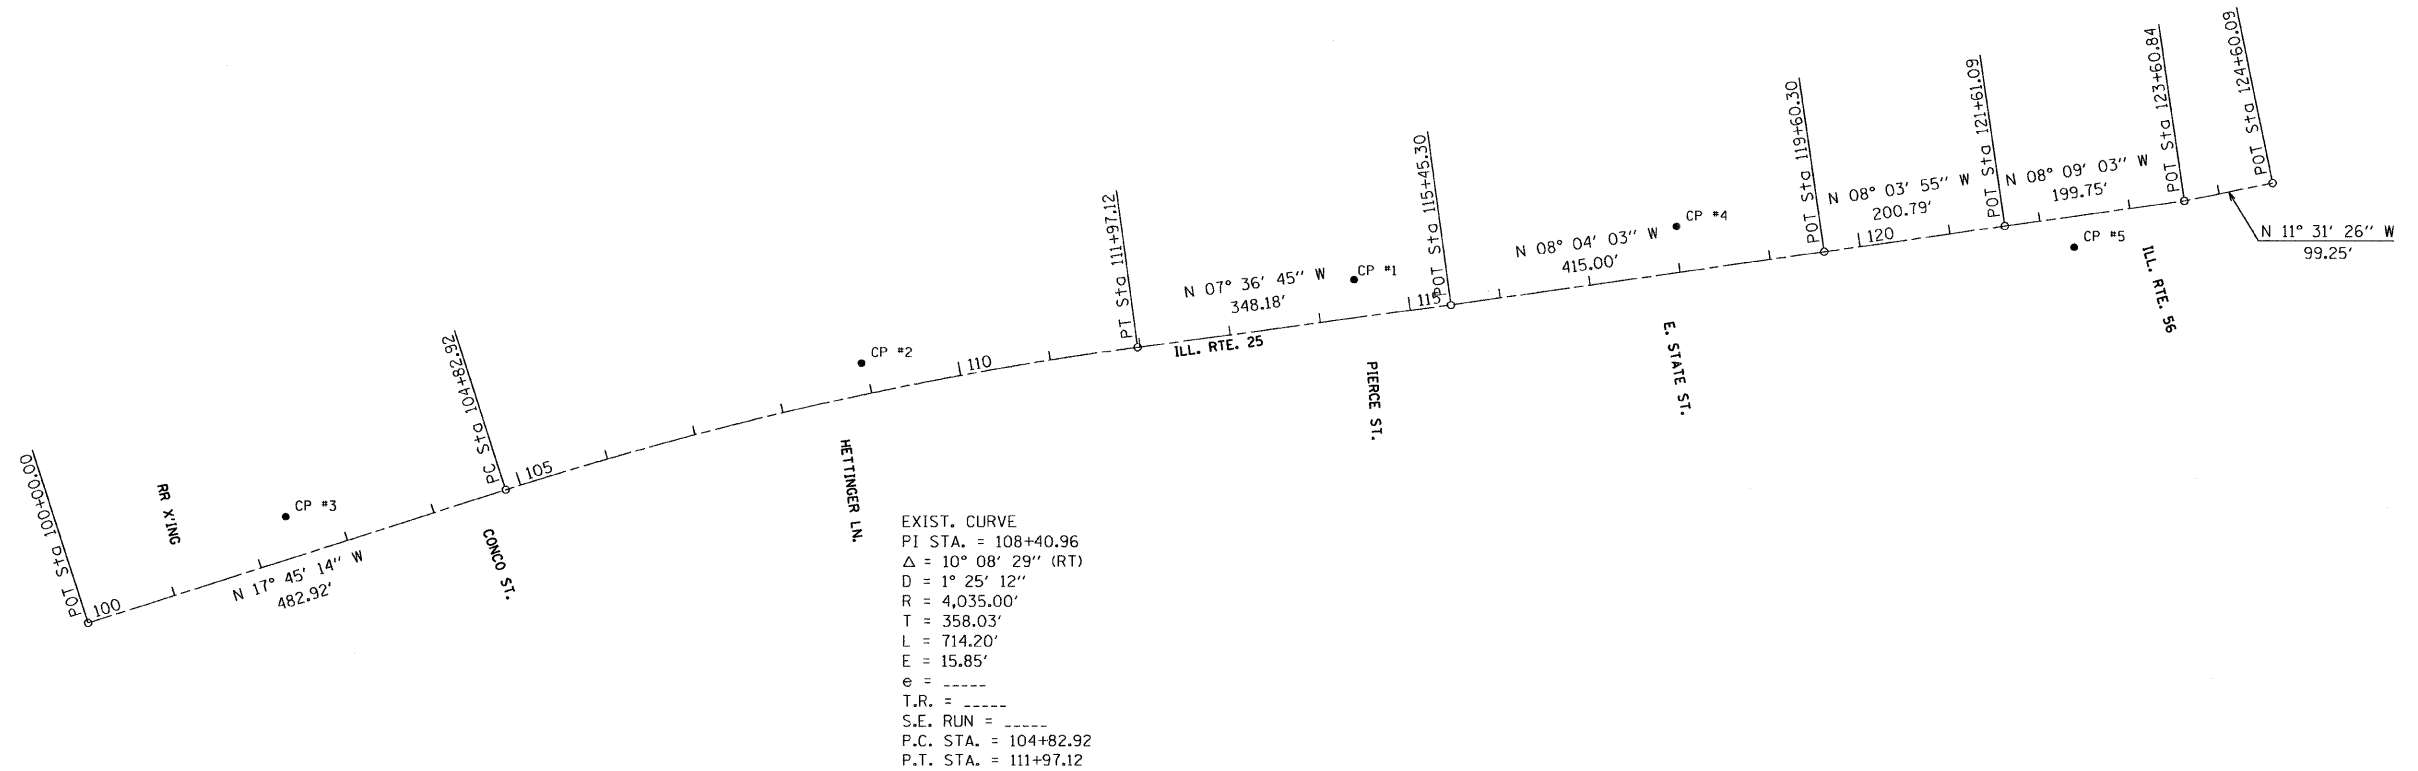 POT Sta 100+00.00
100
RR X'ING
CP #3
N 17° 45' 14" W
482.92'
PC Sta 104+82.92
105
CONCO ST.
HETTINGER LN.
CP #2
110
PT Sta 111+97.12
ILL. RTE. 25
N 07° 36' 45" W
348.18'
CP #1
PIERCE ST.
115
POT Sta 115+45.30
N 08° 04' 03" W
415.00'
CP #4
E. STATE ST.
POT Sta 119+60.30
120
N 08° 03' 55" W
200.79'
POT Sta 121+61.09
N 08° 09' 03" W
199.75'
CP #5
ILL. RTE. 56
POT Sta 123+60.84
POT Sta 124+60.09
N 11° 31' 26" W
99.25'
EXIST. CURVE
PI STA. = 108+40.96
Δ = 10° 08' 29" (RT)
D = 1° 25' 12"
R = 4,035.00'
T = 358.03'
L = 714.20'
E = 15.85'
e = _____
T.R. = _____
S.E. RUN = _____
P.C. STA. = 104+82.92
P.T. STA. = 111+97.12